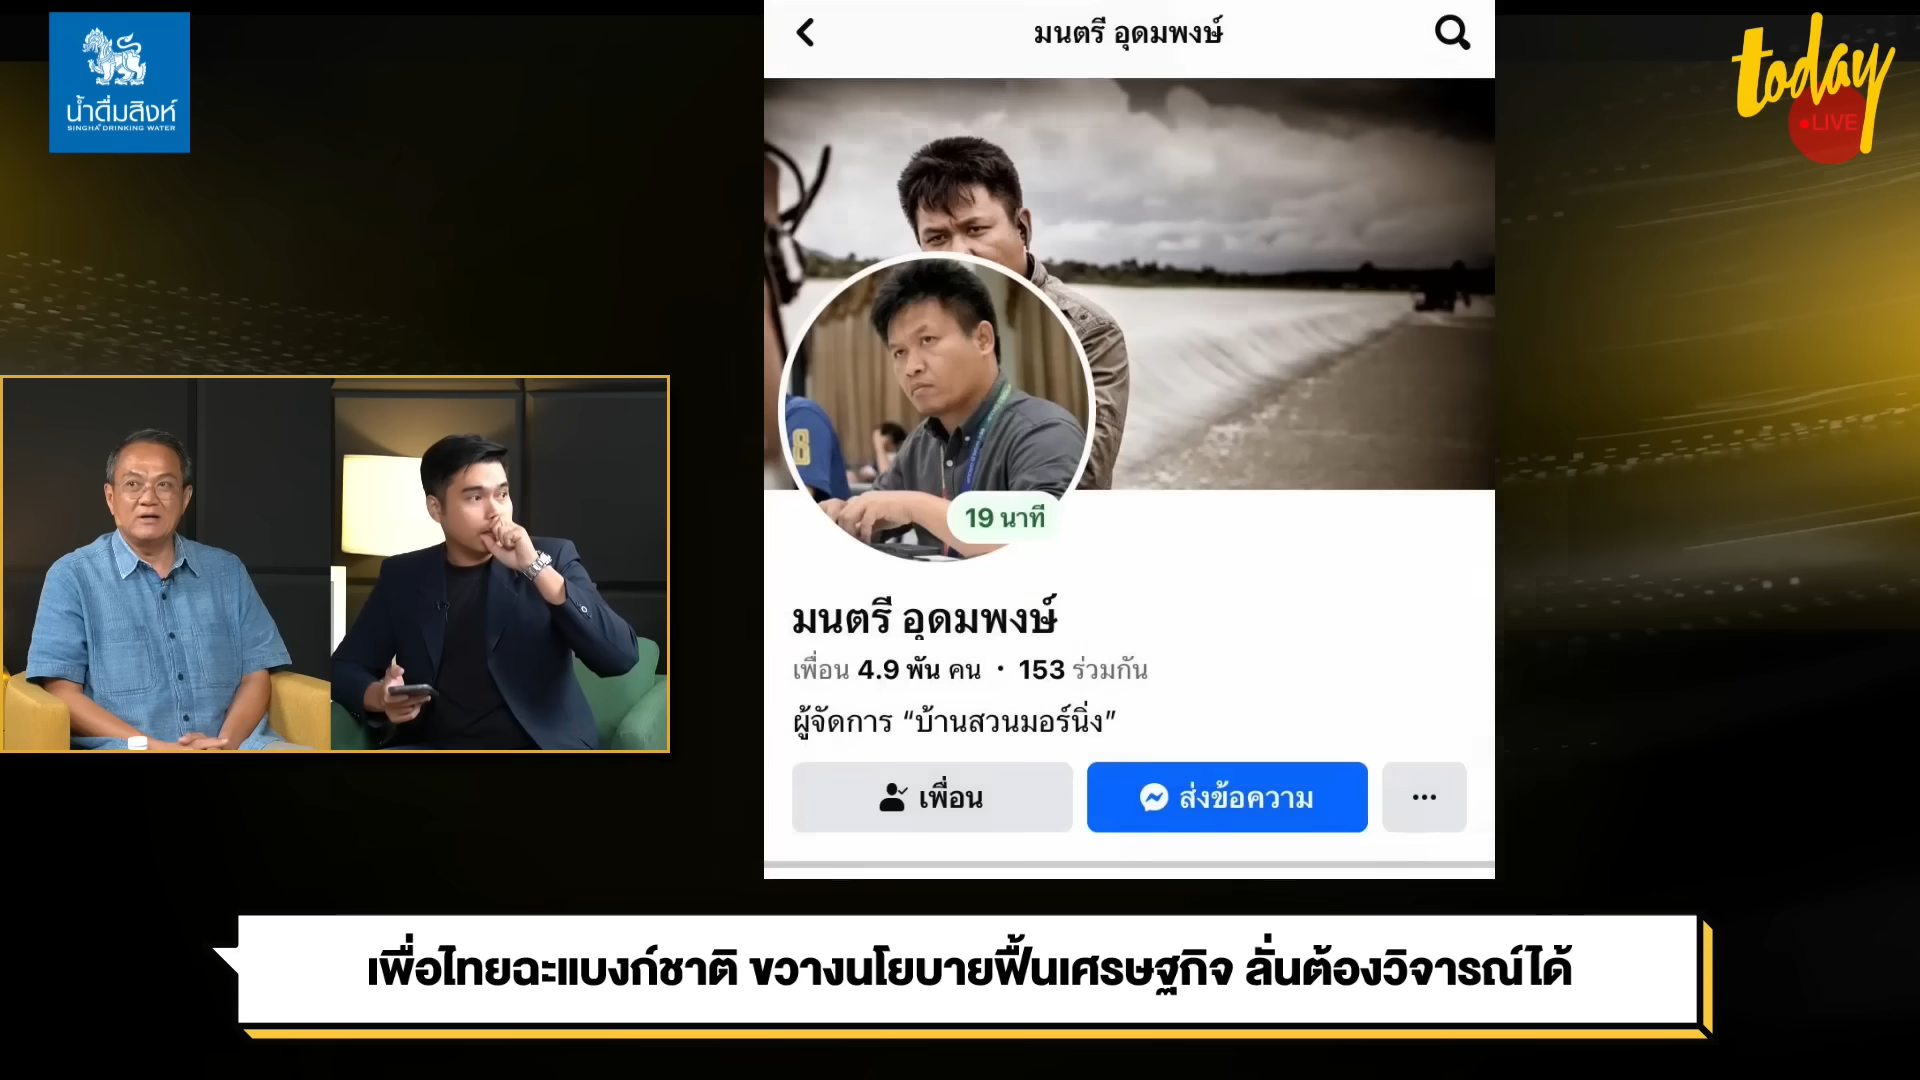 น้ำดื่มสิงห์
SINGHA DRINKING WATER
มนตรี อุดมพงษ์
today
LIVE
8
19 นาที
มนตรี อุดมพงษ์
เพื่อน 4.9 พัน คน · 153 ร่วมกัน
ผู้จัดการ “บ้านสวนมอร์นิ่ง”
เพื่อน
ส่งข้อความ
เพื่อไทยฉะแบงก์ชาติ ขวางนโยบายฟื้นเศรษฐกิจ ลั่นต้องวิจารณ์ได้